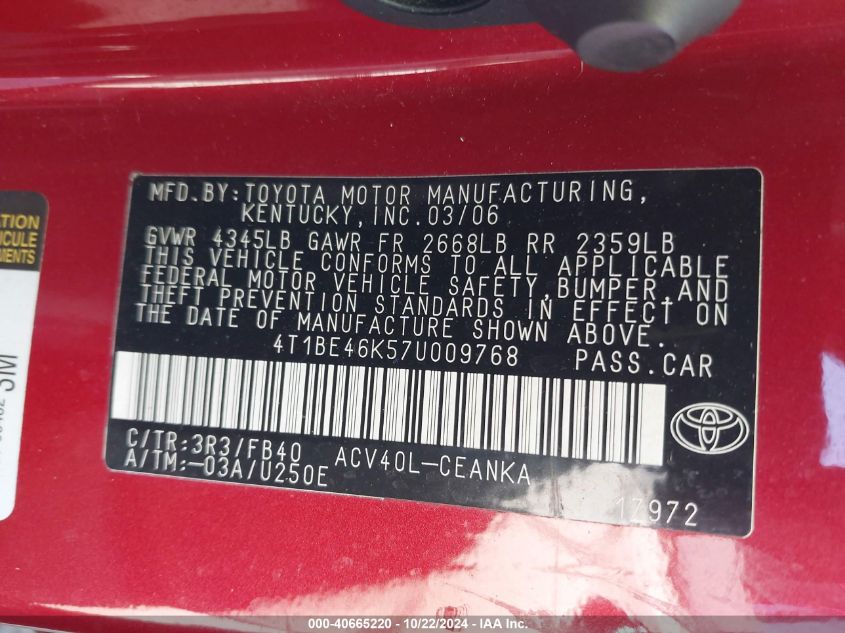 MFD.BY:TOYOTA MOTOR MANUFACTURING,
KENTUCKY,INC.03/06
GVWR 4345LB GAWR FR 2668LB RR 2359LB
THIS VEHICLE CONFORMS TO ALL APPLICABLE
FEDERAL MOTOR VEHICLE SAFETY,BUMPER,AND
THEFT PREVENTION STANDARDS IN EFFECT ON
THE DATE OF MANUFACTURE SHOWN ABOVE.
4T1BE46K57U009768 PASS.CAR
C/TR:3R3/FB40 ACV40L-CEANKA
A/TM:-03A/U250E
1Z972
SM
000-40665220 - 10/22/2024 - IAA Inc.